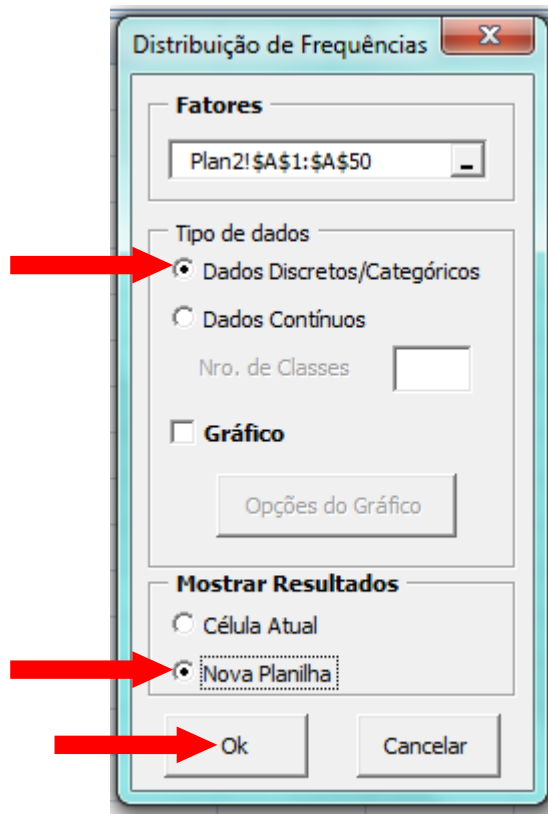 Distribuição de Frequências
Fatores
Plan2!$A$1:$A$50
Tipo de dados
Dados Discretos/Categóricos
Dados Contínuos
Nro. de Classes
Gráfico
Opções do Gráfico
Mostrar Resultados
Célula Atual
Nova Planilha
Ok Cancelar